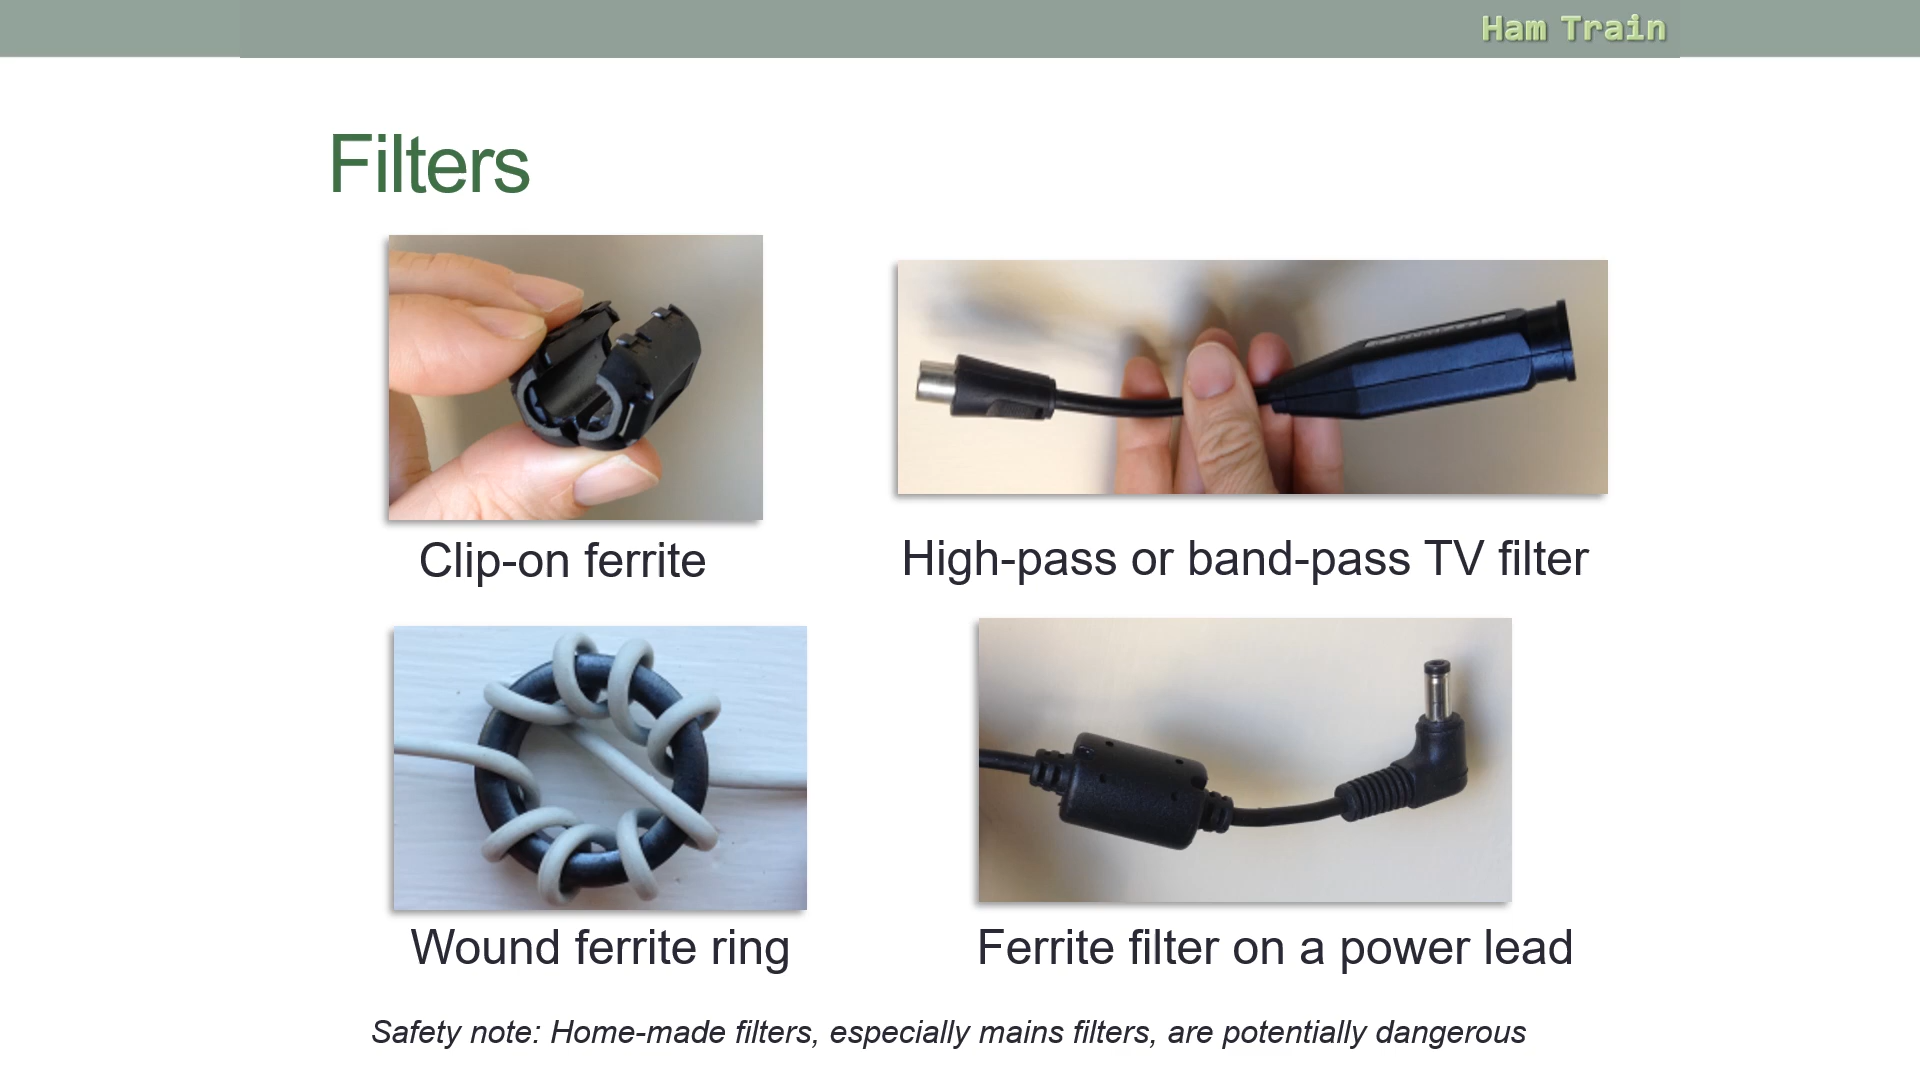 Ham Train
Filters
Clip-on ferrite
High-pass or band-pass TV filter
Wound ferrite ring
Ferrite filter on a power lead
Safety note: Home-made filters, especially mains filters, are potentially dangerous